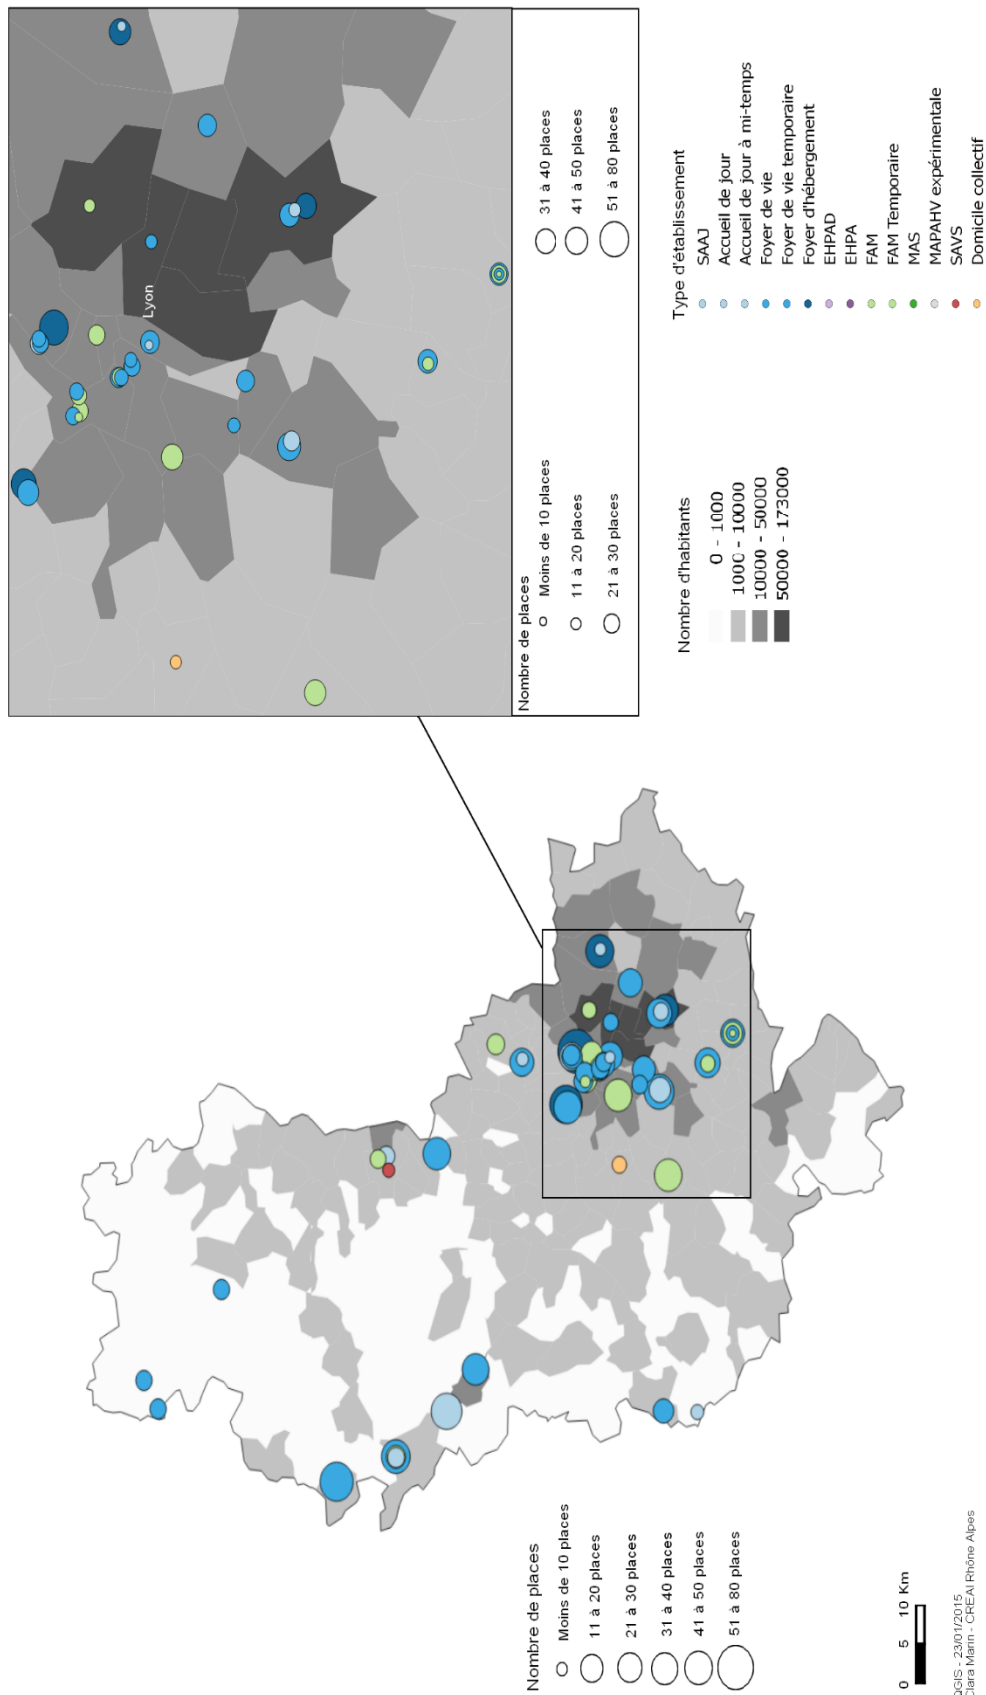 Lyon
Nombre de places
Moins de 10 places
11 à 20 places
21 à 30 places
31 à 40 places
41 à 50 places
51 à 80 places
Nombre de places
Moins de 10 places
11 à 20 places
21 à 30 places
31 à 40 places
41 à 50 places
51 à 80 places
Nombre d'habitants
0 - 1000
1000 - 10000
10000 - 50000
50000 - 173000
Type d'établissement
SAAJ
Accueil de jour
Accueil de jour à mi-temps
Foyer de vie
Foyer de vie temporaire
Foyer d'hébergement
EHPAD
EHPA
FAM
FAM Temporaire
MAS
MAPAHV expérimentale
SAVS
Domicile collectif
0 5 10 Km
QGIS - 23/01/2015
Clara Marin - CREAI Rhône Alpes